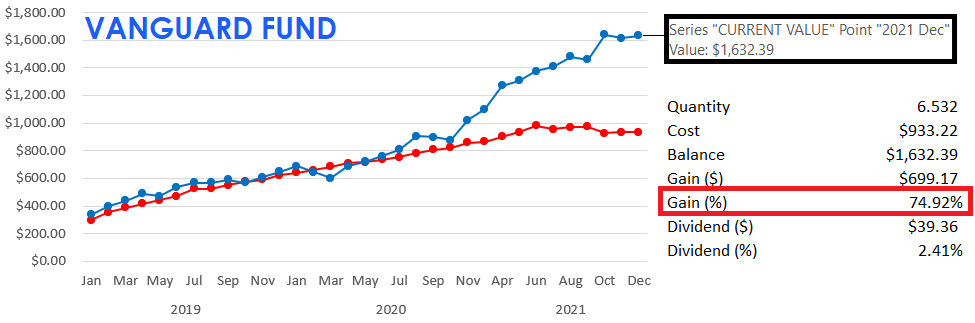 VANGUARD FUND
$1,800.00
$1,600.00
$1,400.00
$1,200.00
$1,000.00
$800.00
$600.00
$400.00
$200.00
$0.00
Jan Mar May Jul Sep Nov Jan Mar May Jul Sep Nov Apr Jun Aug Oct Dec
2019 2020 2021
Series "CURRENT VALUE" Point "2021 Dec"
Value: $1,632.39
Quantity 6.532
Cost $933.22
Balance $1,632.39
Gain ($) $699.17
Gain (%) 74.92%
Dividend ($) $39.36
Dividend (%) 2.41%